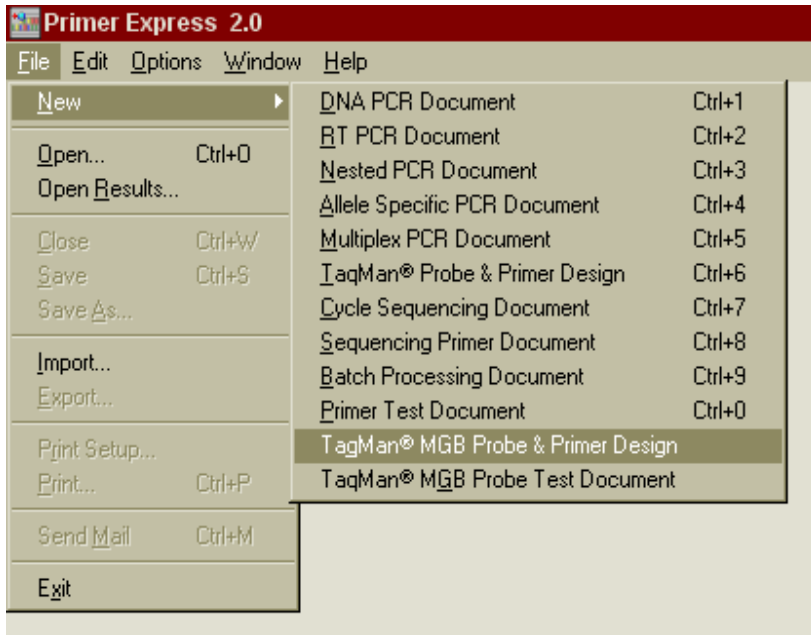 Primer Express 2.0
File Edit Options Window Help
New
Open... Ctrl+O
Open Results...
Close Ctrl+W
Save Ctrl+S
Save As...
Import...
Export...
Print Setup...
Print... Ctrl+P
Send Mail Ctrl+M
Exit
DNA PCR Document Ctrl+1
RT PCR Document Ctrl+2
Nested PCR Document Ctrl+3
Allele Specific PCR Document Ctrl+4
Multiplex PCR Document Ctrl+5
TaqMan® Probe & Primer Design Ctrl+6
Cycle Sequencing Document Ctrl+7
Sequencing Primer Document Ctrl+8
Batch Processing Document Ctrl+9
Primer Test Document Ctrl+0
TagMan® MGB Probe & Primer Design
TaqMan® MGB Probe Test Document